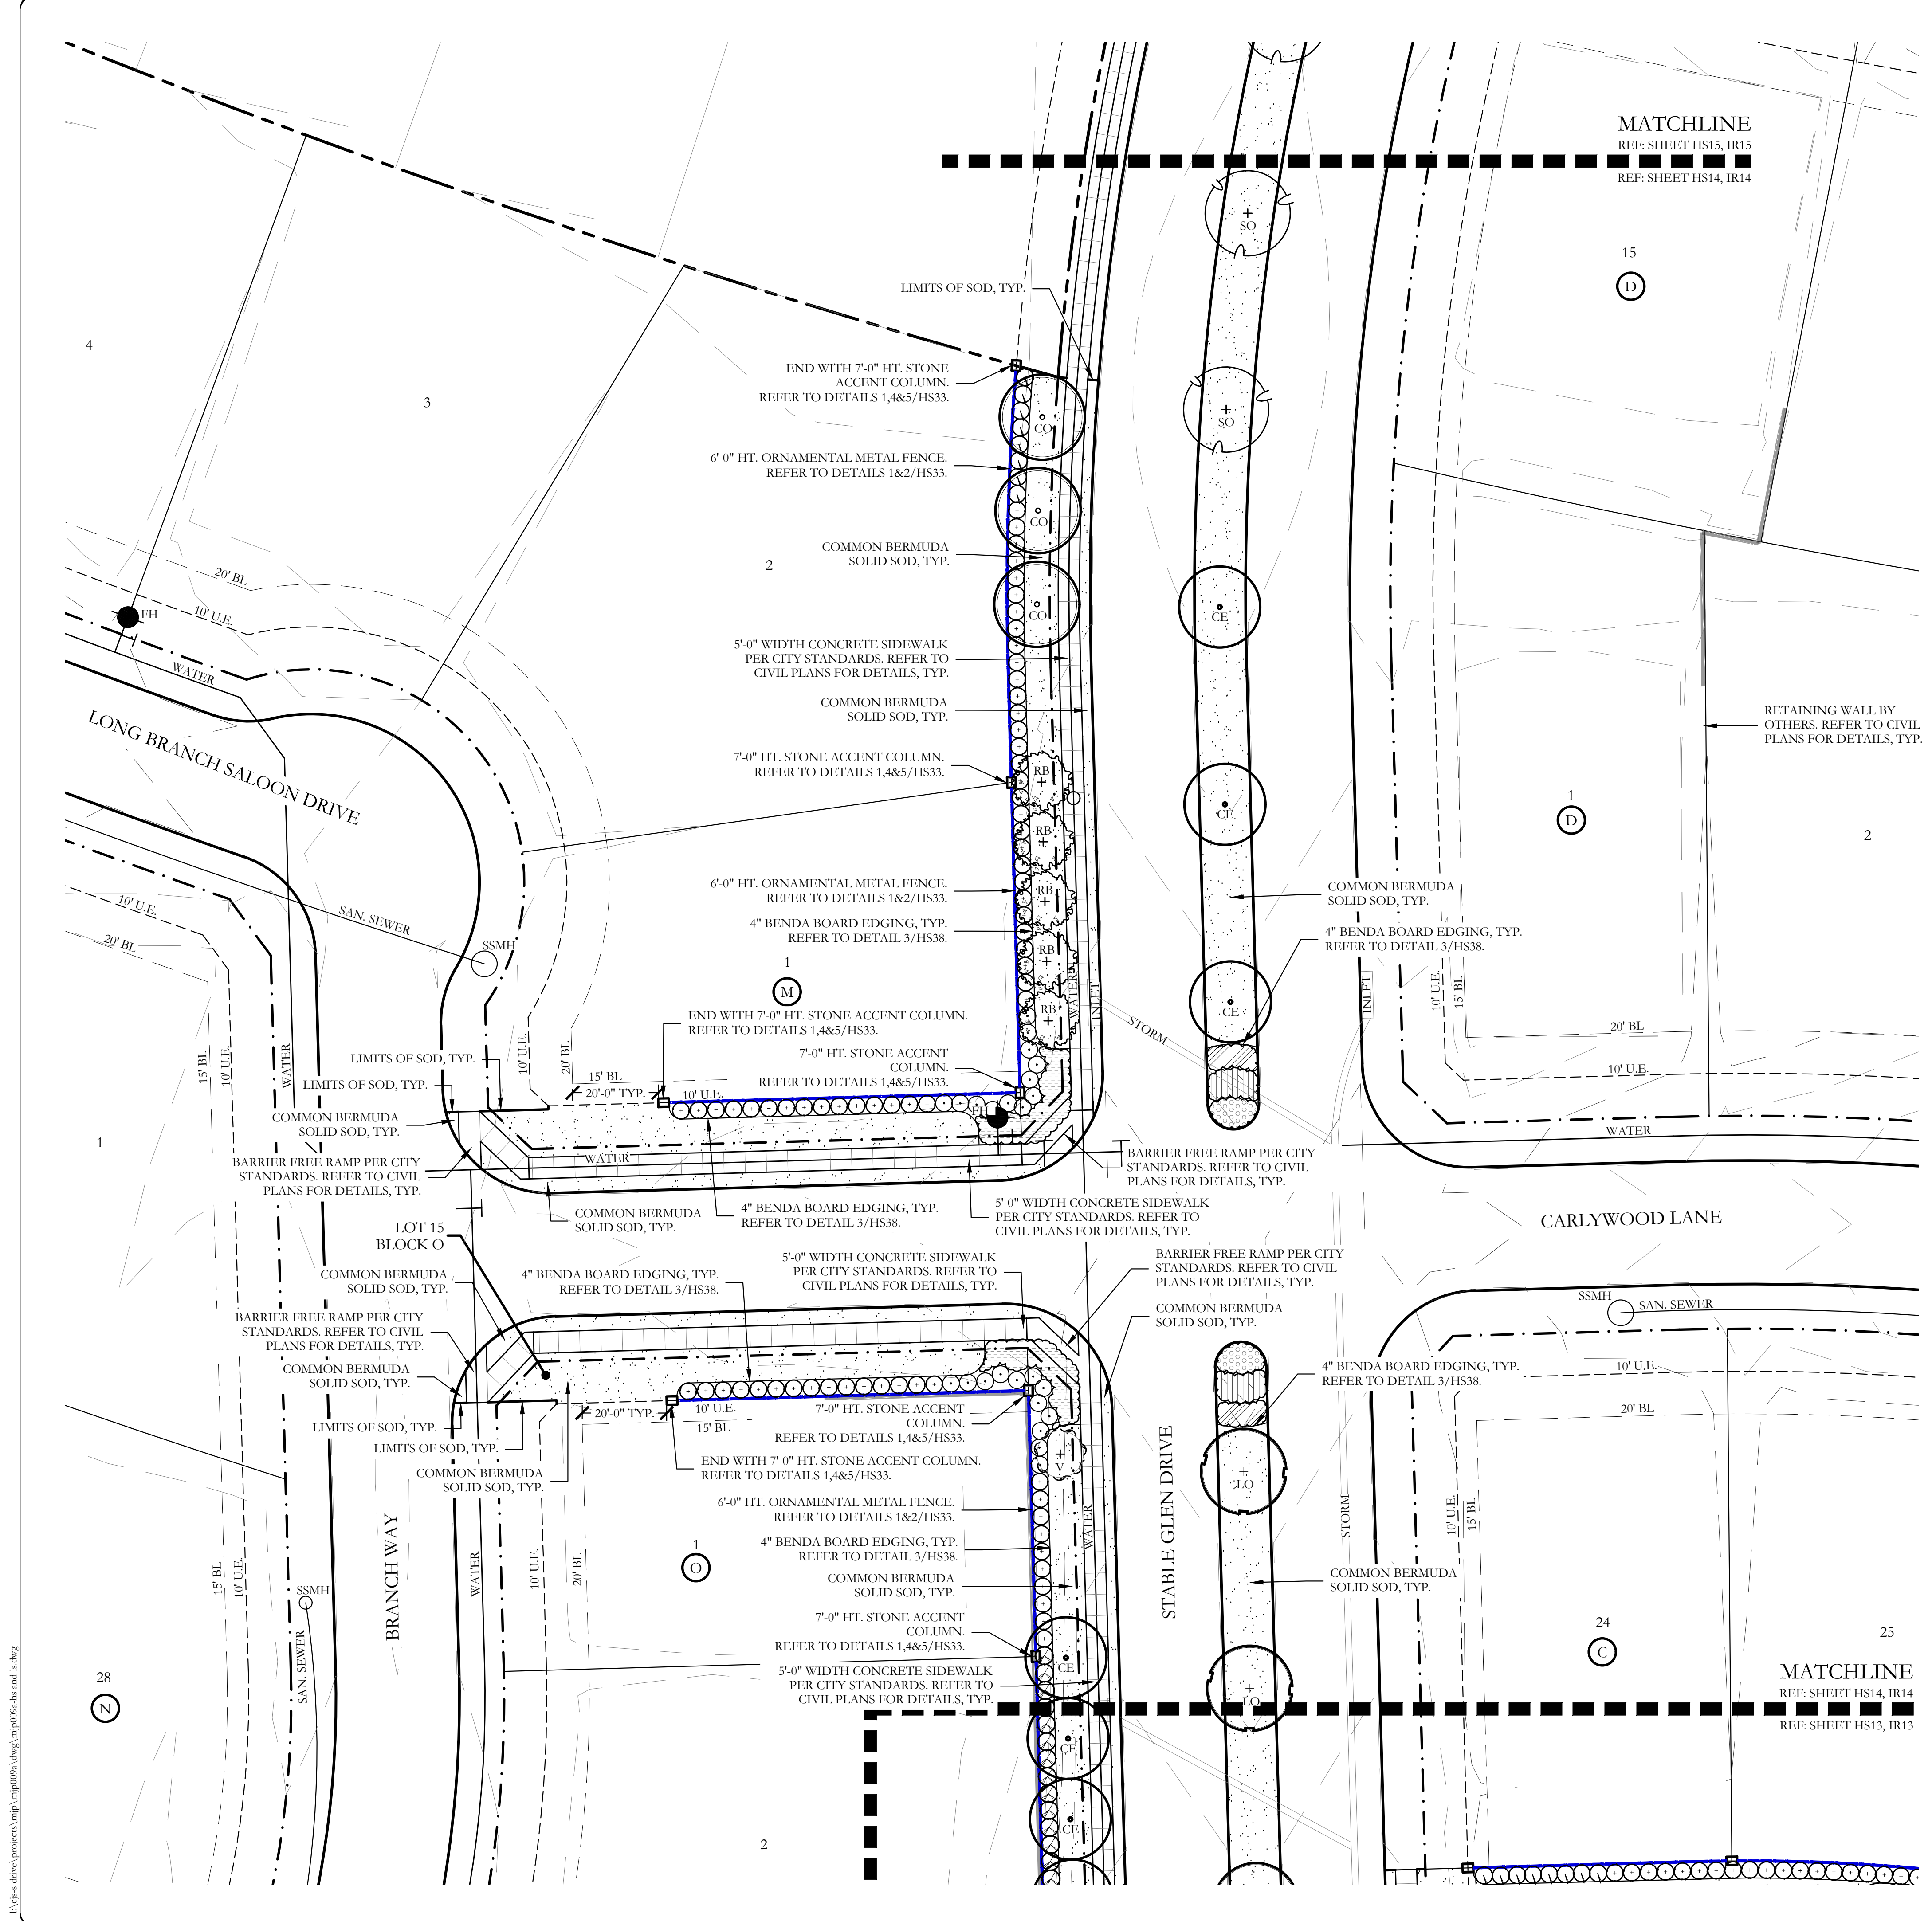 MATCHLINE
REF: SHEET HS15, IR15
REF: SHEET HS14, IR14
SO
15
D
LIMITS OF SOD, TYP.
4
3
END WITH 7'-0" HT. STONE
ACCENT COLUMN.
REFER TO DETAILS 1,4&5/HS33.
CO
SO
6'-0" HT. ORNAMENTAL METAL FENCE.
REFER TO DETAILS 1&2/HS33.
CO
COMMON BERMUDA
SOLID SOD, TYP.
2
20' BL
10' U.E.
FH
CO
CE
5'-0" WIDTH CONCRETE SIDEWALK
PER CITY STANDARDS. REFER TO
CIVIL PLANS FOR DETAILS, TYP.
WATER
COMMON BERMUDA
SOLID SOD, TYP.
RETAINING WALL BY
OTHERS. REFER TO CIVIL
PLANS FOR DETAILS, TYP.
LONG BRANCH SALOON DRIVE
7'-0" HT. STONE ACCENT COLUMN.
REFER TO DETAILS 1,4&5/HS33.
RB
RB
CE
1
D
2
6'-0" HT. ORNAMENTAL METAL FENCE.
REFER TO DETAILS 1&2/HS33.
RB
COMMON BERMUDA
SOLID SOD, TYP.
10' U.E.
20' BL
SAN. SEWER
SSMH
4" BENDA BOARD EDGING, TYP.
REFER TO DETAIL 3/HS38.
RB
4" BENDA BOARD EDGING, TYP.
REFER TO DETAIL 3/HS38.
1
M
WATER
INLET
INLET
10' U.E.
15' BL
END WITH 7'-0" HT. STONE ACCENT COLUMN.
REFER TO DETAILS 1,4&5/HS33.
RB
CE
STORM
20' BL
15' BL
10' U.E.
WATER
LIMITS OF SOD, TYP.
10' U.E.
20' BL
7'-0" HT. STONE ACCENT
COLUMN.
REFER TO DETAILS 1,4&5/HS33.
10' U.E.
LIMITS OF SOD, TYP.
15' BL
20'-0" TYP.
10' U.E.
FH
COMMON BERMUDA
SOLID SOD, TYP.
1
WATER
BARRIER FREE RAMP PER CITY
STANDARDS. REFER TO CIVIL
PLANS FOR DETAILS, TYP.
WATER
BARRIER FREE RAMP PER CITY
STANDARDS. REFER TO CIVIL
PLANS FOR DETAILS, TYP.
COMMON BERMUDA
SOLID SOD, TYP.
4" BENDA BOARD EDGING, TYP.
REFER TO DETAIL 3/HS38.
5'-0" WIDTH CONCRETE SIDEWALK
PER CITY STANDARDS. REFER TO
CIVIL PLANS FOR DETAILS, TYP.
CARLYWOOD LANE
LOT 15
BLOCK O
COMMON BERMUDA
SOLID SOD, TYP.
4" BENDA BOARD EDGING, TYP.
REFER TO DETAIL 3/HS38.
5'-0" WIDTH CONCRETE SIDEWALK
PER CITY STANDARDS. REFER TO
CIVIL PLANS FOR DETAILS, TYP.
BARRIER FREE RAMP PER CITY
STANDARDS. REFER TO CIVIL
PLANS FOR DETAILS, TYP.
COMMON BERMUDA
SOLID SOD, TYP.
SSMH
SAN. SEWER
BARRIER FREE RAMP PER CITY
STANDARDS. REFER TO CIVIL
PLANS FOR DETAILS, TYP.
COMMON BERMUDA
SOLID SOD, TYP.
4" BENDA BOARD EDGING, TYP.
REFER TO DETAIL 3/HS38.
10' U.E.
20' BL
LIMITS OF SOD, TYP.
LIMITS OF SOD, TYP.
20'-0" TYP.
10' U.E.
15' BL
7'-0" HT. STONE ACCENT
COLUMN.
REFER TO DETAILS 1,4&5/HS33.
COMMON BERMUDA
SOLID SOD, TYP.
END WITH 7'-0" HT. STONE ACCENT COLUMN.
REFER TO DETAILS 1,4&5/HS33.
V
LO
6'-0" HT. ORNAMENTAL METAL FENCE.
REFER TO DETAILS 1&2/HS33.
WATER
STABLE GLEN DRIVE
STORM
10' U.E.
15' BL
4" BENDA BOARD EDGING, TYP.
REFER TO DETAIL 3/HS38.
1
O
15' BL
10' U.E.
SSMH
BRANCH WAY
WATER
10' U.E.
20' BL
COMMON BERMUDA
SOLID SOD, TYP.
COMMON BERMUDA
SOLID SOD, TYP.
7'-0" HT. STONE ACCENT
COLUMN.
REFER TO DETAILS 1,4&5/HS33.
24
C
25
SAN. SEWER
CE
5'-0" WIDTH CONCRETE SIDEWALK
PER CITY STANDARDS. REFER TO
CIVIL PLANS FOR DETAILS, TYP.
LO
28
N
MATCHLINE
REF: SHEET HS14, IR14
REF: SHEET HS13, IR13
CE
CE
2
l:\cjs-s drive\projects\mjp\mjp009a\dwg\mjp009a-hs and ls.dwg